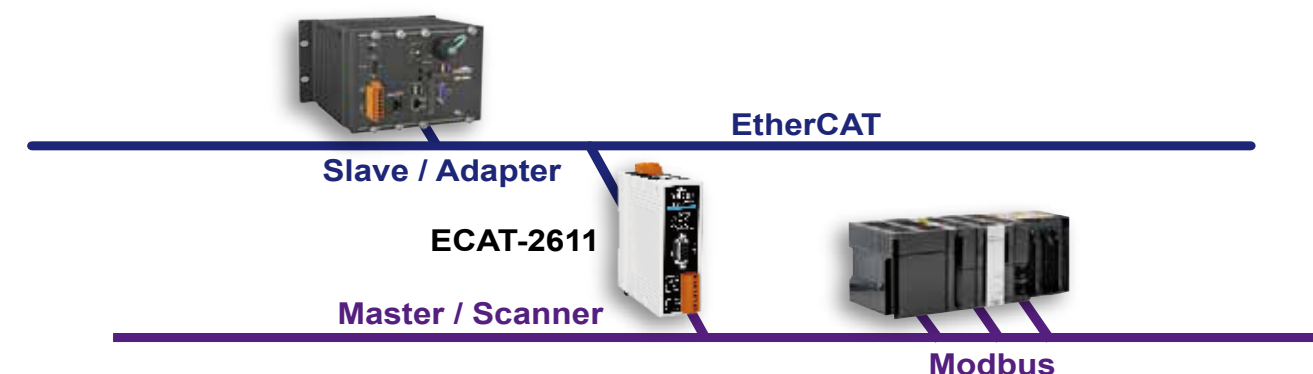 EtherCAT
Slave / Adapter
ECAT-2611
Master / Scanner
Modbus